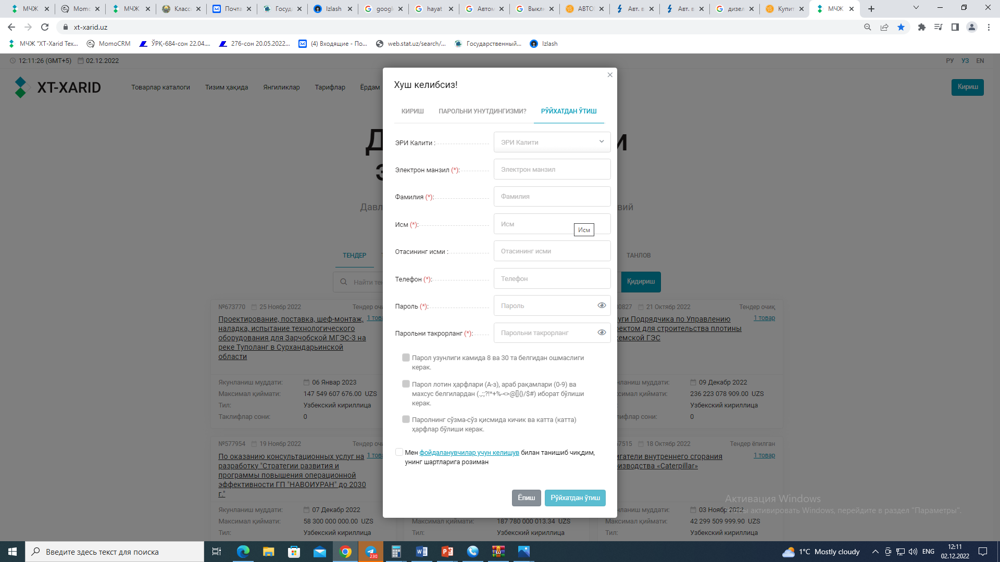 МЧЖ
Momc
МЧЖ
Класс
Почта
Госуд
Izlash
googl
hayat
Автом
Выкл
АВТО
Авт. в
Авт. в
дизел
Купит
МЧЖ
xt-xarid.uz
МЧЖ "XT-Xarid Tex...
MomoCRM
ЎРҚ-684-сон 22.04....
276-сон 20.05.2022...
(4) Входящие - По...
web.stat.uz/search/...
Государственный...
Izlash
12:11:26 (GMT+5) 02.12.2022
РУ УЗ EN
XT-XARID
Товарлар каталоги Тизим ҳақида Янгиликлар Тарифлар Ёрдам
Кириш
Хуш келибсиз!
КИРИШ ПАРОЛЬНИ УНУТДИНГИЗМИ? РЎЙХАТДАН ЎТИШ
ЭРИ Калити : ЭРИ Калити
Электрон манзил (*): Электрон манзил
Фамилия (*): Фамилия
Исм (*): Исм
Исм
Отасининг исми : Отасининг исми
Телефон (*): Телефон
Пароль (*): Пароль
Парольни такрорланг (*): Парольни такрорланг
Парол узунлиги камида 8 ва 30 та белгидан ошмаслиги
керак.
Парол лотин ҳарфлари (А-з), араб рақамлари (0-9) ва
махсус белгилардан (.,:;?!*+%-<>@[]{}/$#) иборат бўлиши
керак.
Паролнинг сўзма-сўз қисмида кичик ва катта (катта)
ҳарфлар бўлиши керак.
Мен фойдаланувчилар учун келишув билан танишиб чиқдим,
унинг шартларига розиман
Ёпиш Рўйхатдан ўтиш
Давл
вий
ТЕНДЕР
ТАНЛОВ
Найти тен
Қидириш
№673770 25 Ноябр 2022 Тендер очи
Проектирование, поставка, шеф-монтаж, 1 това
наладка, испытание технологического
оборудования для Зарчобской МГЭС-3 на
реке Туполанг в Сурхандарьинской
области
Якунланиш муддати: 06 Январ 2023
Максимал қиймати: 147 549 607 676.00 UZS
Тил: Узбекский кириллица
Таклифлар сони: 0
0827 21 Октябр 2022 Тендер очиқ
уги Подрядчика по Управлению 1 товар
ректом для строительства плотины
кемской ГЭС
нланиш муддати: 09 Декабр 2022
симал қиймати: 236 223 078 909.00 UZS
Узбекский кириллица
лифлар сони: 0
№577954 19 Ноябр 2022 Тендер очи
По оказанию консультационных услуг на 1 това
разработку "Стратегии развития и
программы повышения операционной
эффективности ГП "НАВОИУРАН" до 2030
г."
Якунланиш муддати: 07 Декабр 2022
Максимал қиймати: 58 300 000 000.00 UZS
Тил: Узбекский кириллица
Максимал қиймати: 187 780 000 013.34 UZS
Тил: Узбекский кириллица
7515 18 Октябр 2022 Тендер ёпилган
игатели внутреннего сгорания 1 товар
изводства «Caterpillar»
Якунланиш муддати: 03 Ноябр 2022
Максимал қиймати: 42 299 509 999.90 UZS
Тил: Узбекский кириллица
Активация Windows
Чтобы активировать Windows, перейдите в раздел "Параметры".
Введите здесь текст для поиска
230
1°C Mostly cloudy
ENG
12:11
02.12.2022